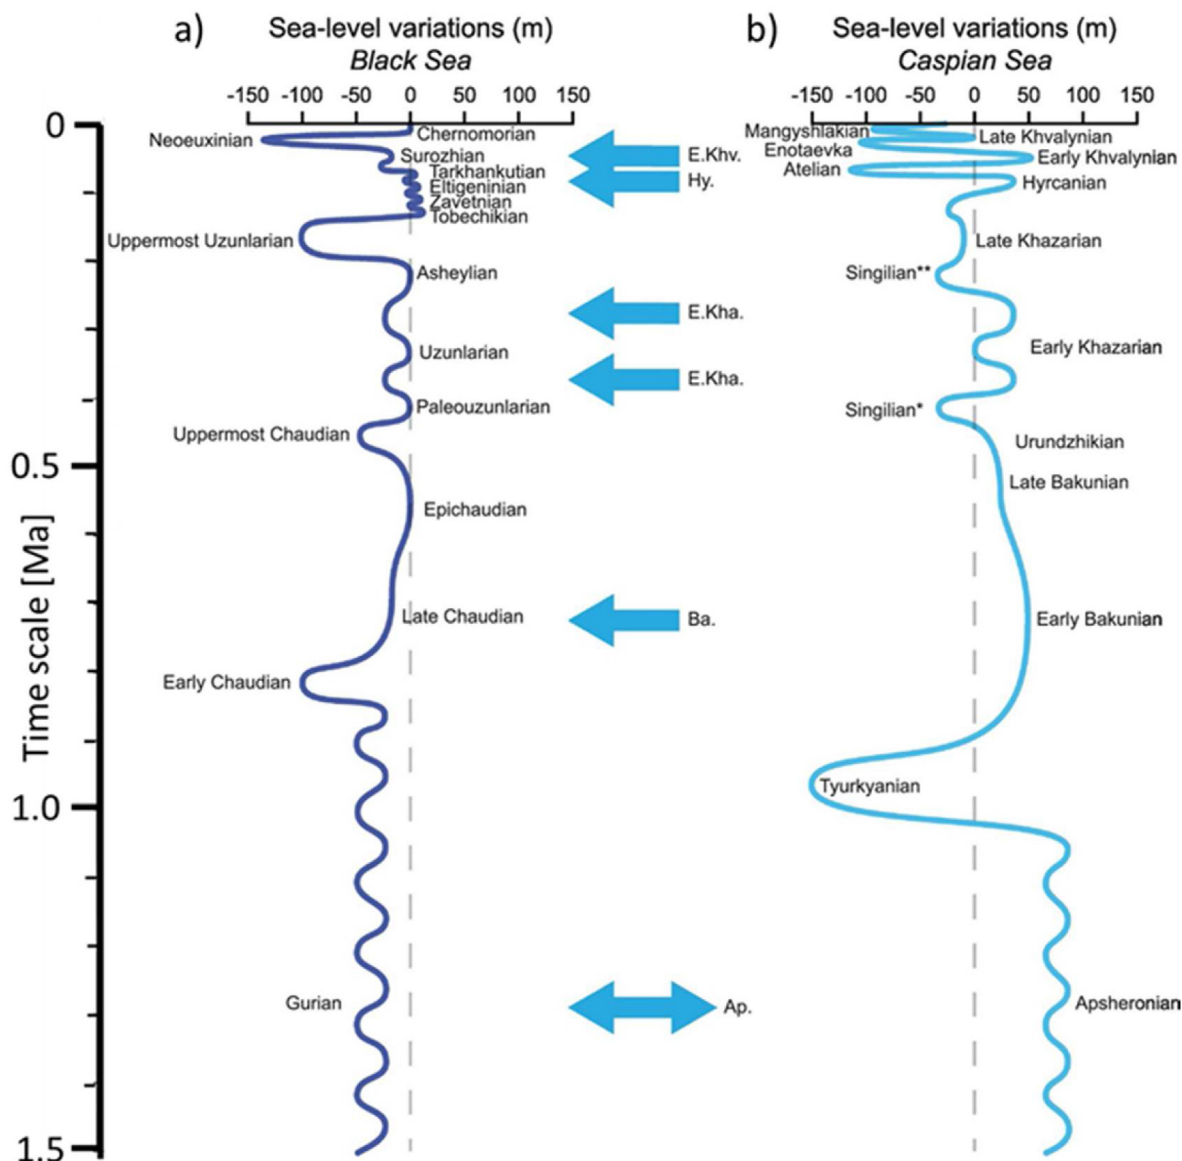 a)
Sea-level variations (m)
Black Sea
-150 -100 -50 0 50 100 150
b)
Sea-level variations (m)
Caspian Sea
-150 -100 -50 0 50 100 150
Time scale [Ma]
0
0.5
1.0
1.5
Neoeuxinian
Chernomorian
Surozhian
Tarkhankutian
Eltigeninian
Zavetnian
Tobechikian
Uppermost Uzunlarian
Asheylian
Uzunlarian
Paleouzunlarian
Uppermost Chaudian
Epichaudian
Late Chaudian
Early Chaudian
Gurian
E.Khv.
Hy.
E.Kha.
E.Kha.
Ba.
Ap.
Mangyshlakian
Late Khvalynian
Enotaevka
Early Khvalynian
Atelian
Hyrcanian
Late Khazarian
Singilian**
Early Khazarian
Singilian*
Urundzhikian
Late Bakunian
Early Bakunian
Tyurkyanian
Apsheronian